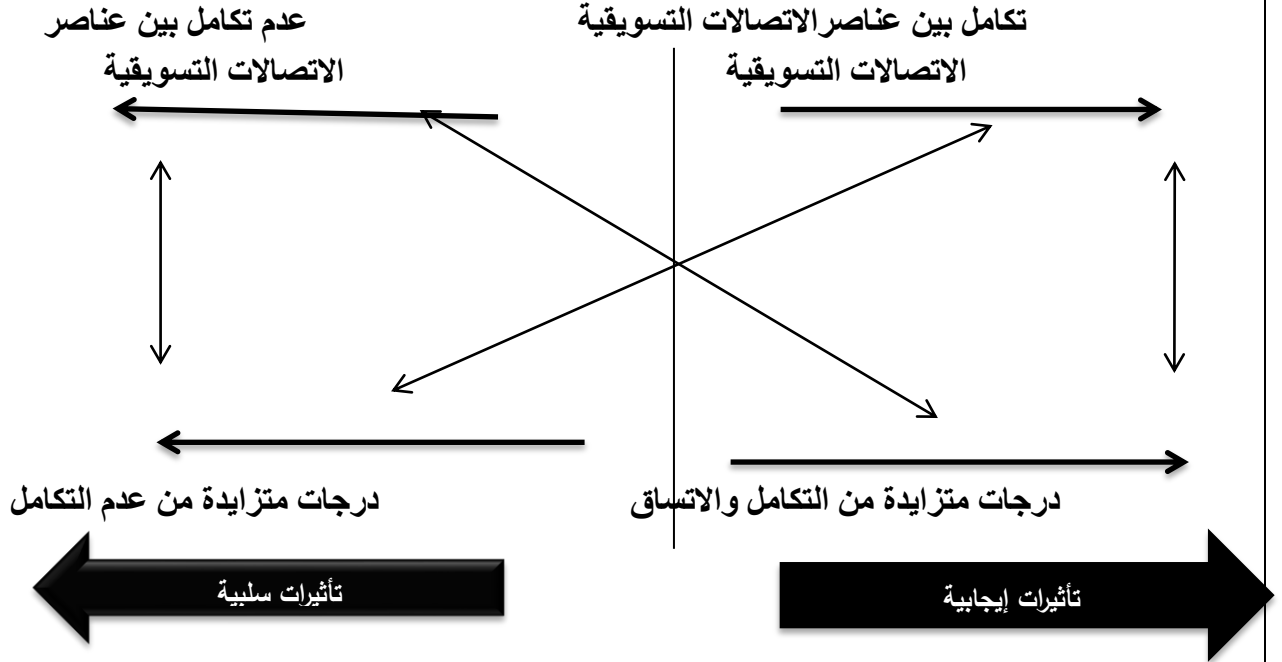 تكامل بين عناصرالاتصالات التسويقية
الاتصالات التسويقية
عدم تكامل بين عناصر
الاتصالات التسويقية
درجات متزايدة من التكامل والاتساق
درجات متزايدة من عدم التكامل
تأثيرات إيجابية
تأثيرات سلبية